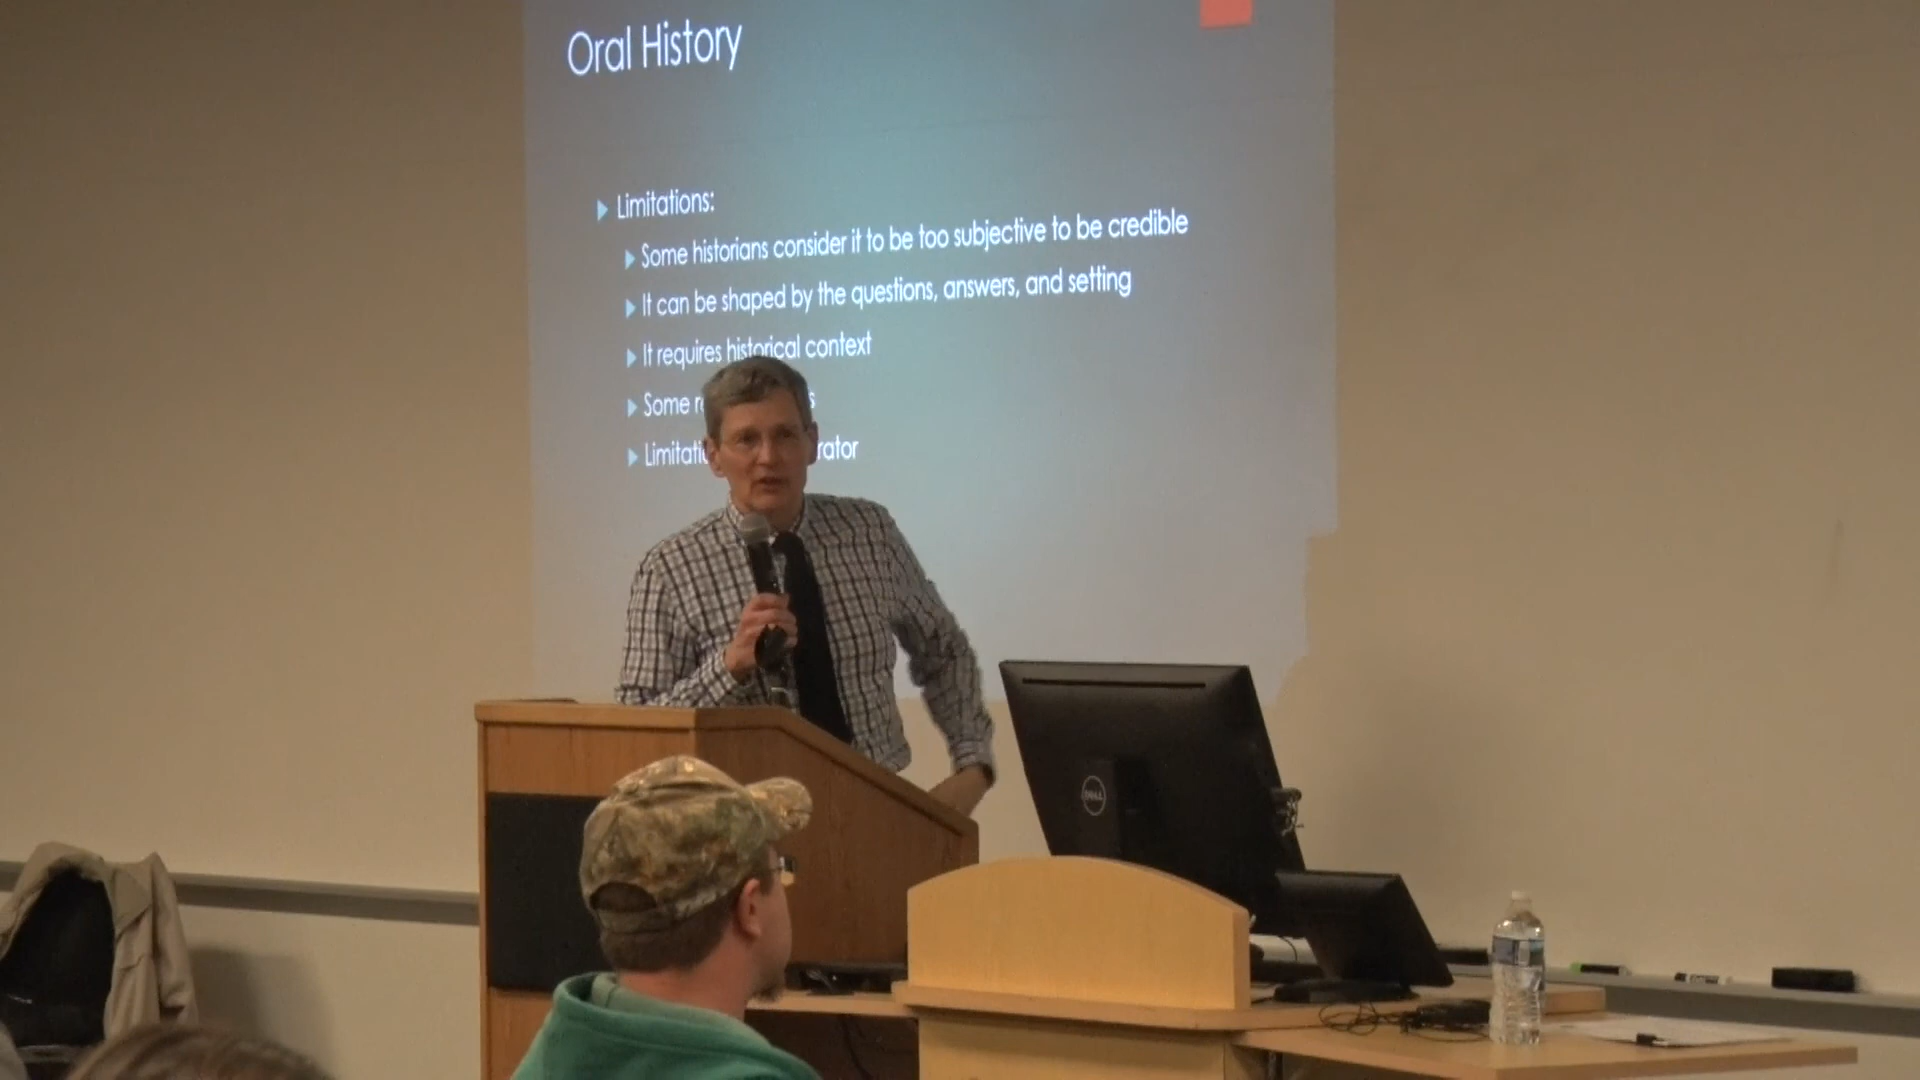 Oral History
Limitations:
Some historians consider it to be too subjective to be credible
It can be shaped by the questions, answers, and setting
It requires historical context
Some
Limitati rator
DELL